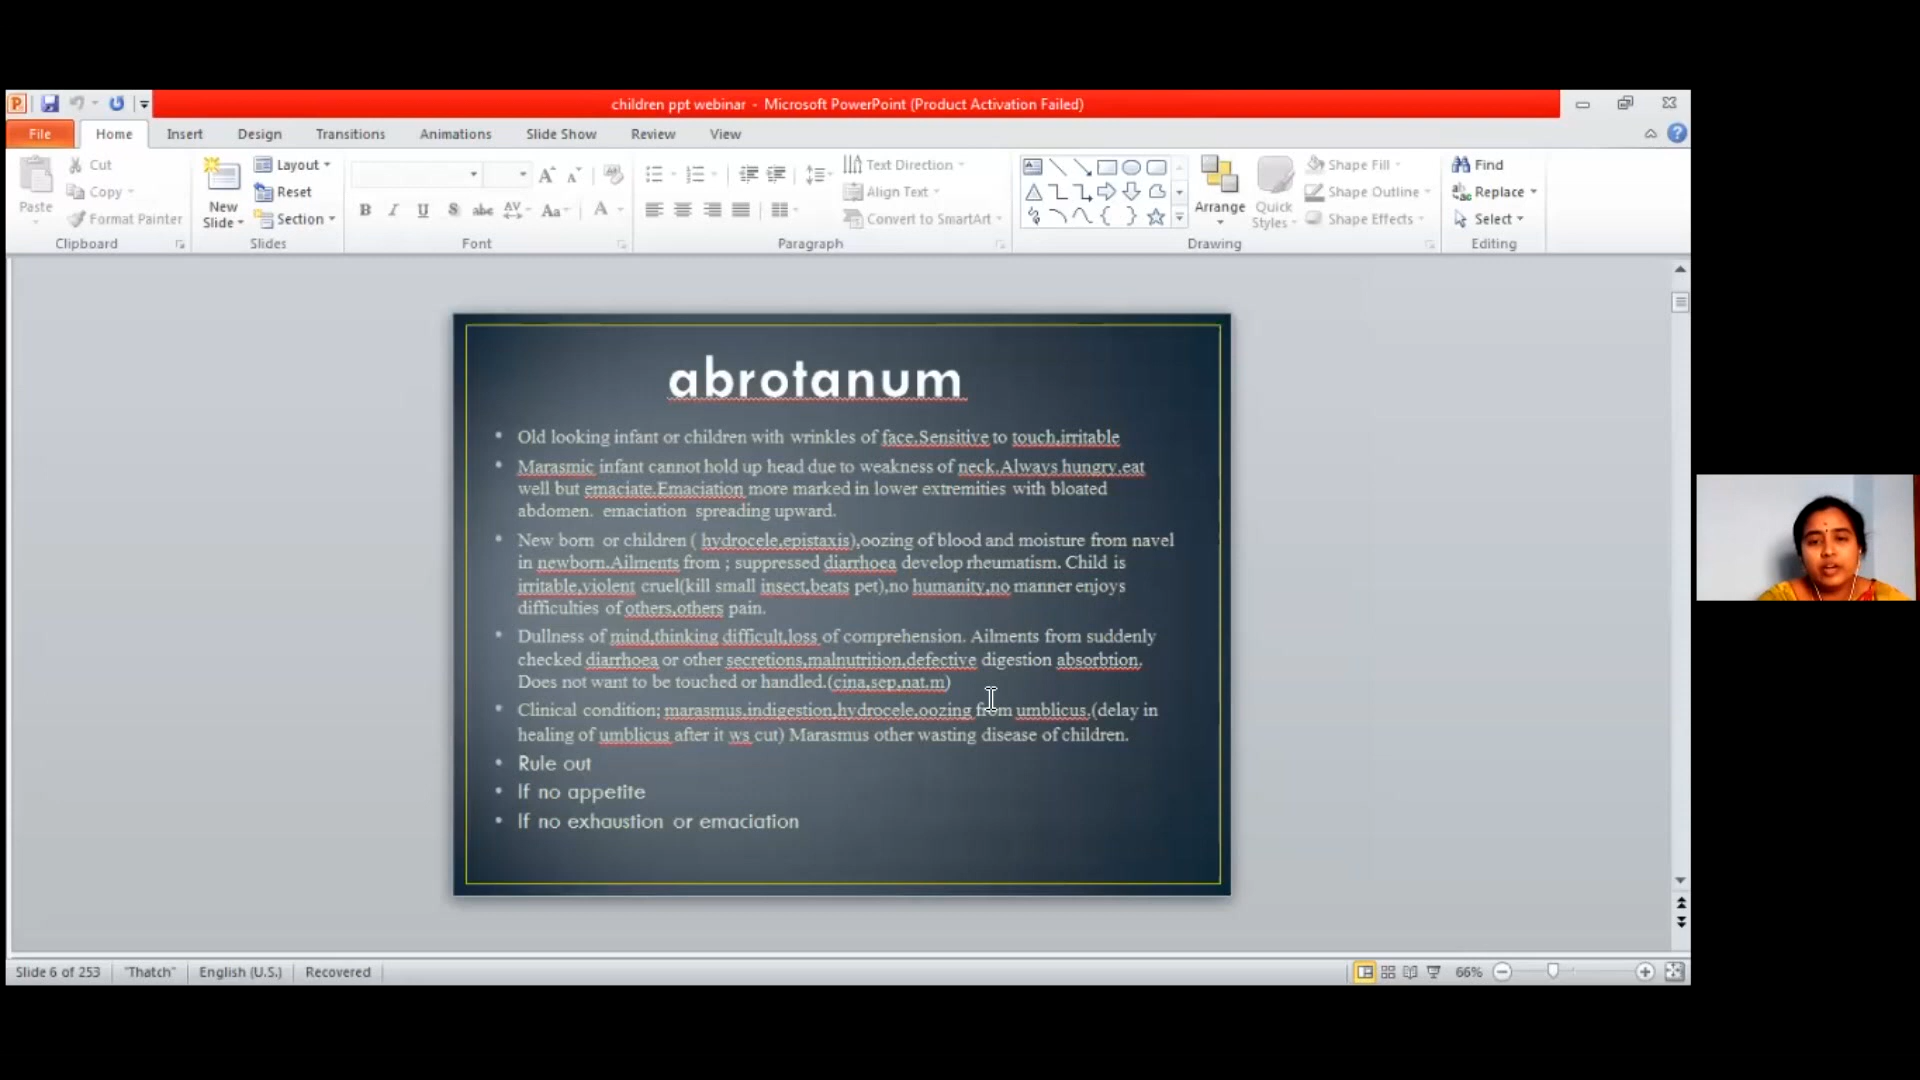 children ppt webinar - Microsoft PowerPoint (Product Activation Failed)
File Home Insert Design Transitions Animations Slide Show Review View
Paste
Cut
Copy
Format Painter
Clipboard
New Slide
Layout
Reset
Section
Slides
Font
Text Direction
Align Text
Convert to SmartArt
Paragraph
Arrange
Quick Styles
Shape Fill
Shape Outline
Shape Effects
Drawing
Find
Replace
Select
Editing
abrotanum
• Old looking infant or children with wrinkles of face.Sensitive to touch,irritable
• Marasmic infant cannot hold up head due to weakness of neck.Always hungry,eat
well but emaciate.Emaciation more marked in lower extremities with bloated
abdomen. emaciation spreading upward.
• New born or children ( hydrocele,epistaxis),oozing of blood and moisture from navel
in newborn.Ailments from ; suppressed diarrhoea develop rheumatism. Child is
irritable,violent cruel(kill small insect,beats pet),no humanity,no manner enjoys
difficulties of others,others pain.
• Dullness of mind,thinking difficult,loss of comprehension. Ailments from suddenly
checked diarrhoea or other secretions,malnutrition,defective digestion absorbtion.
Does not want to be touched or handled.(cina,sep,nat.m)
• Clinical condition; marasmus,indigestion,hydrocele,oozing from umblicus.(delay in
healing of umblicus after it ws cut) Marasmus other wasting disease of children.
• Rule out
• If no appetite
• If no exhaustion or emaciation
Slide 6 of 253 "Thatch" English (U.S.) Recovered 66%